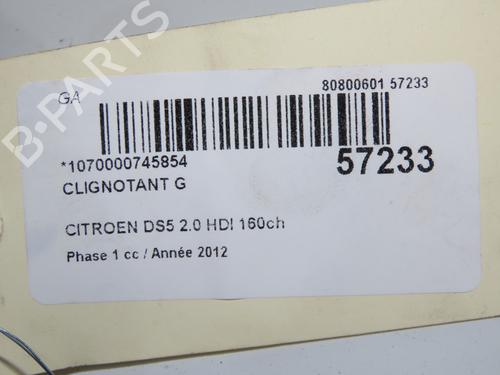 GA
80800601 57233
*1070000745854
57233
CLIGNOTANT G
CITROEN DS5 2.0 HDI 160ch
Phase 1 cc / Année 2012
B-PARTS